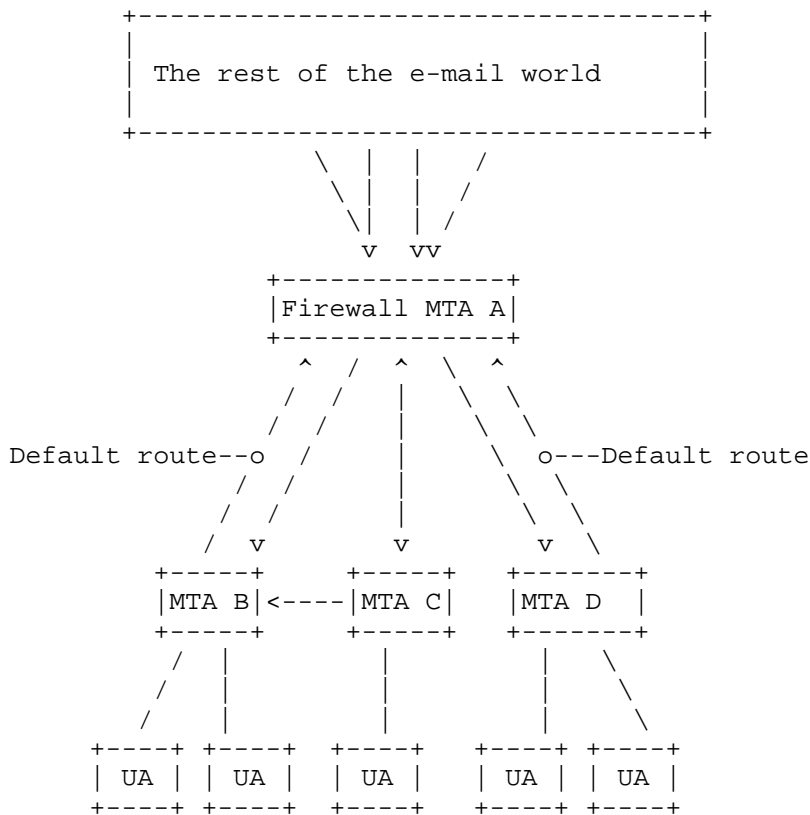 The rest of the e-mail world
v vv
Firewall MTA A
Default route--o o---Default route
v v v
MTA B <---- MTA C MTA D
UA UA UA UA UA